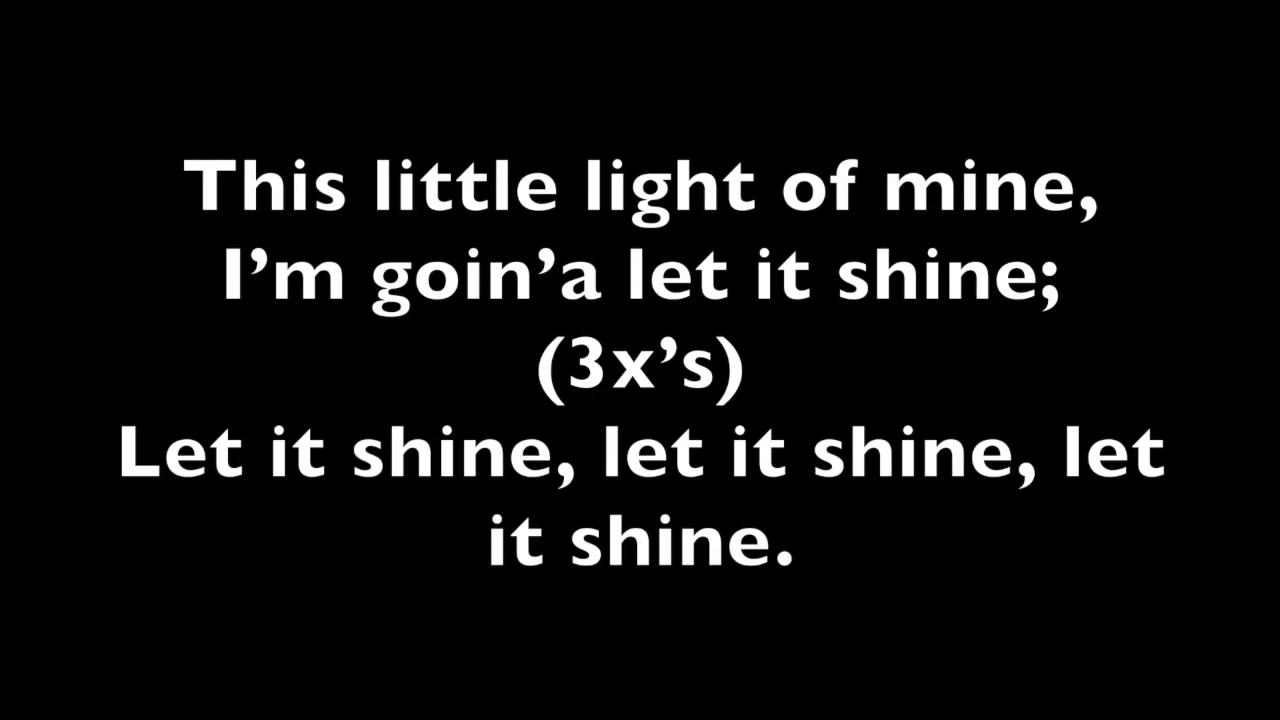 This little light of mine,
I’m goin’a let it shine;
(3x’s)
Let it shine, let it shine, let
it shine.